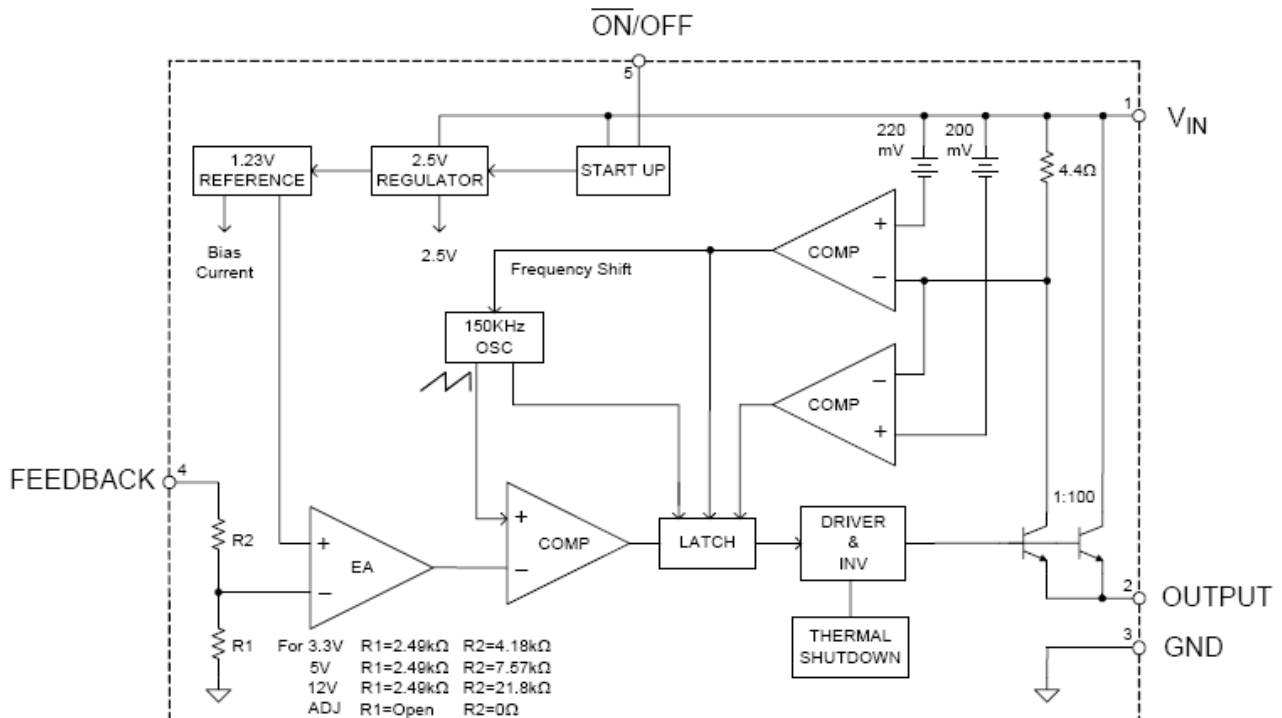 ON/OFF
5
1
VIN
220
mV
200
mV
4.4Ω
1.23V
REFERENCE
2.5V
REGULATOR
START UP
Bias
Current
2.5V
Frequency Shift
+
COMP
−
150KHz
OSC
−
COMP
+
FEEDBACK
4
1:100
R2
+
EA
−
+
COMP
−
LATCH
DRIVER
&
INV
2
OUTPUT
R1
THERMAL
SHUTDOWN
3
GND
For 3.3V R1=2.49kΩ R2=4.18kΩ
5V R1=2.49kΩ R2=7.57kΩ
12V R1=2.49kΩ R2=21.8kΩ
ADJ R1=Open R2=0Ω